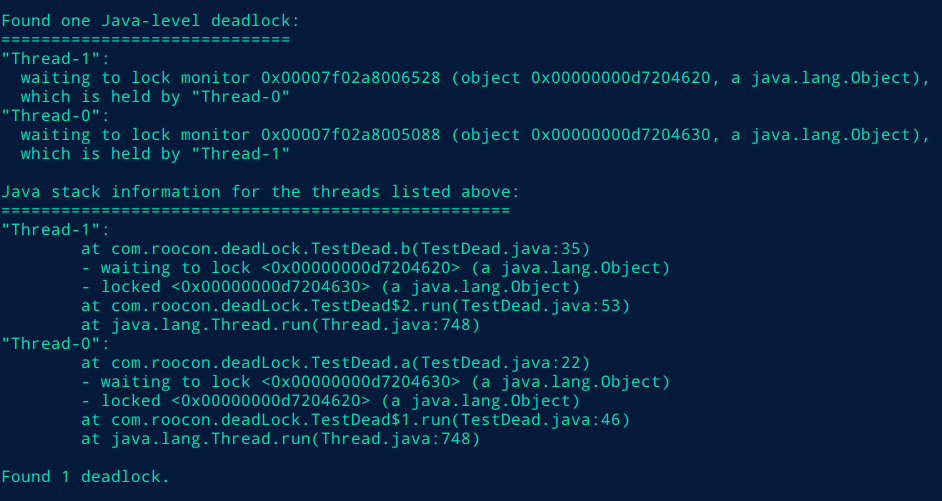 Found one Java-level deadlock:
=============================
"Thread-1":
  waiting to lock monitor 0x00007f02a8006528 (object 0x00000000d7204620, a java.lang.Object),
  which is held by "Thread-0"
"Thread-0":
  waiting to lock monitor 0x00007f02a8005088 (object 0x00000000d7204630, a java.lang.Object),
  which is held by "Thread-1"

Java stack information for the threads listed above:
===================================================
"Thread-1":
        at com.roocon.deadLock.TestDead.b(TestDead.java:35)
        - waiting to lock <0x00000000d7204620> (a java.lang.Object)
        - locked <0x00000000d7204630> (a java.lang.Object)
        at com.roocon.deadLock.TestDead$2.run(TestDead.java:53)
        at java.lang.Thread.run(Thread.java:748)
"Thread-0":
        at com.roocon.deadLock.TestDead.a(TestDead.java:22)
        - waiting to lock <0x00000000d7204630> (a java.lang.Object)
        - locked <0x00000000d7204620> (a java.lang.Object)
        at com.roocon.deadLock.TestDead$1.run(TestDead.java:46)
        at java.lang.Thread.run(Thread.java:748)

Found 1 deadlock.